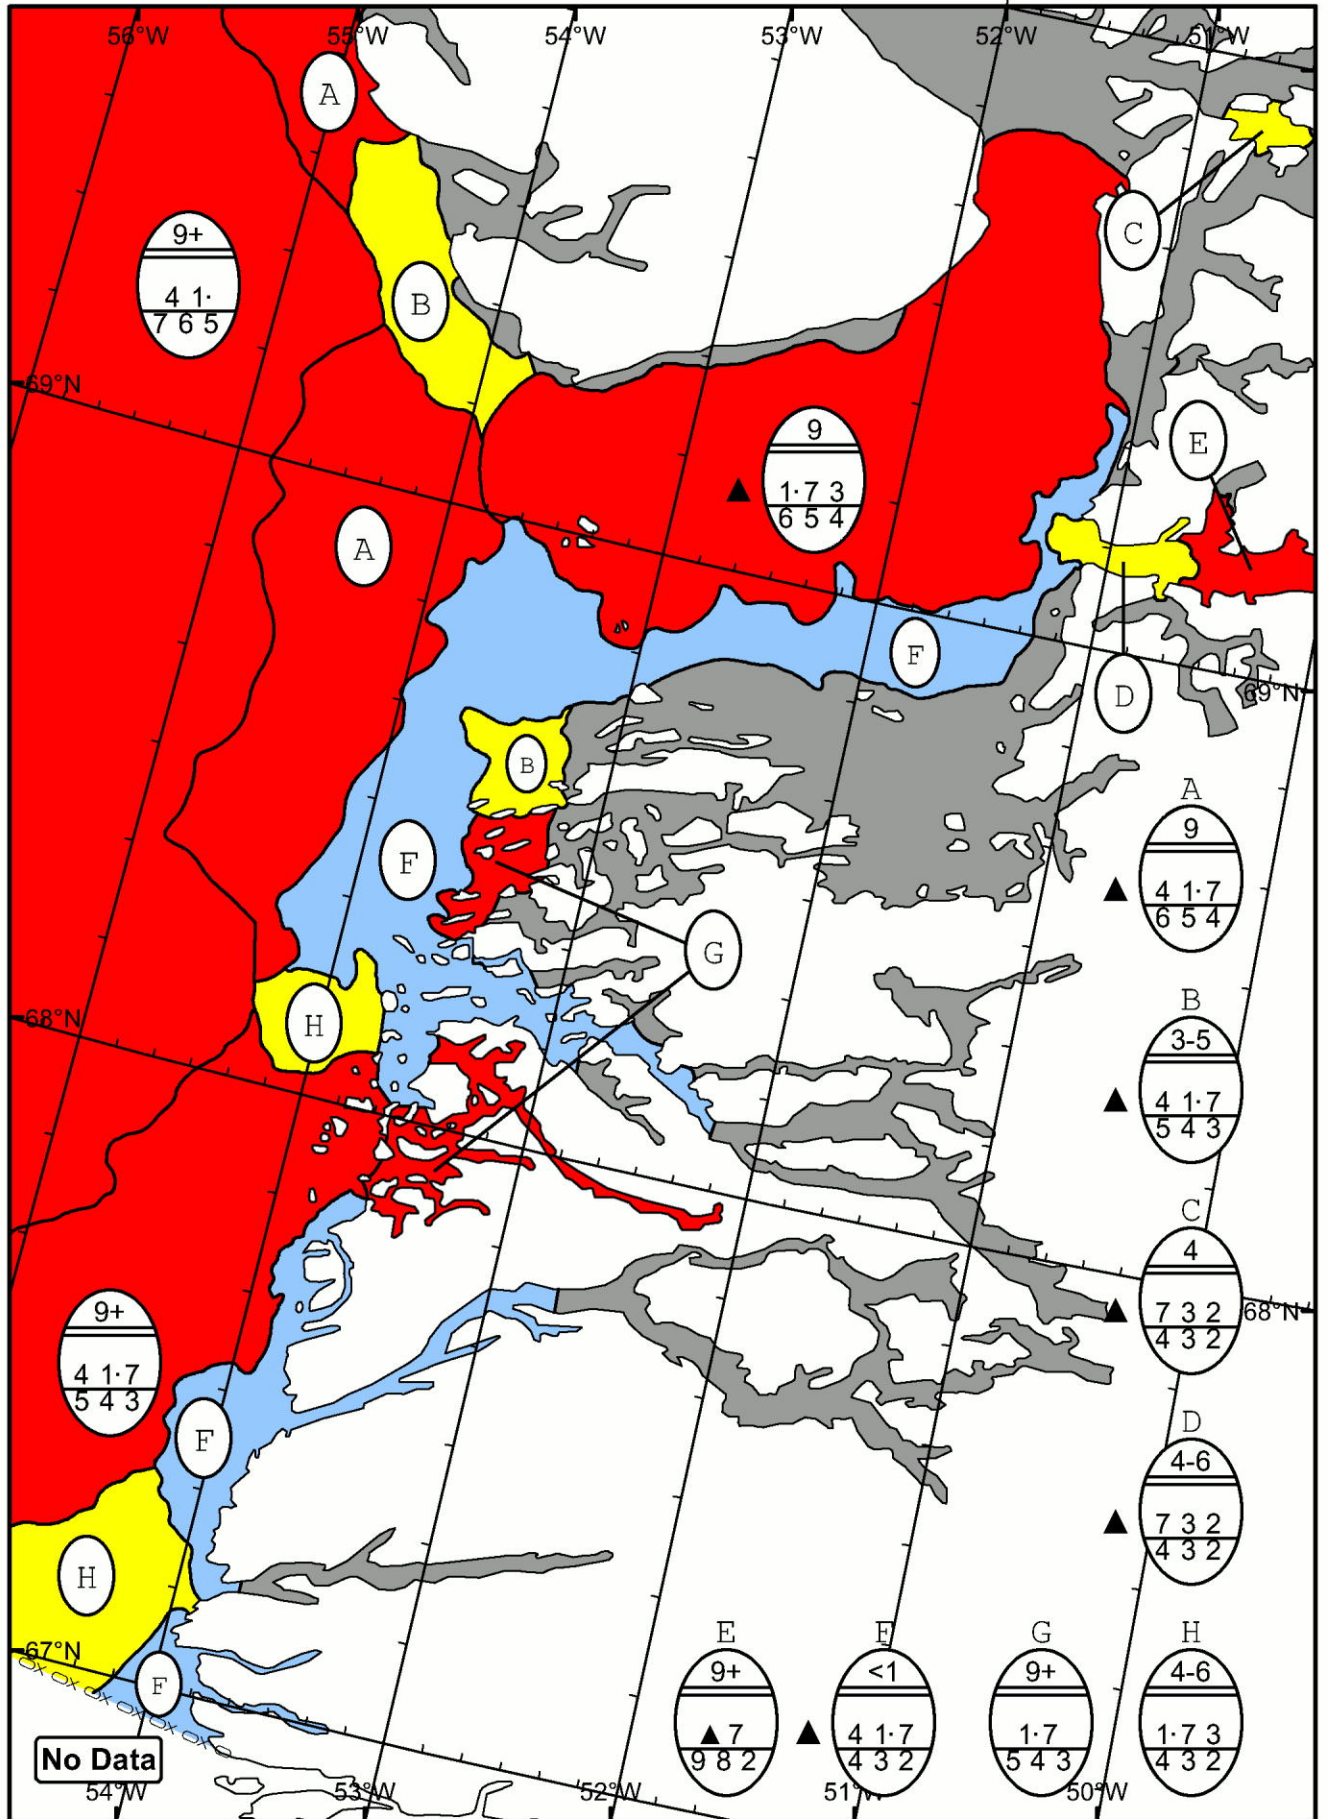 56°W 55°W 54°W 53°W 52°W 51°W
A
C
9+
4 1·
7 6 5
B
69°N
9
▲ 1·7 3
6 5 4
E
A
F
D
69°N
B
A
9
▲ 4 1·7
6 5 4
F
G
H
68°N
B
3-5
▲ 4 1·7
5 4 3
C
4
▲ 7 3 2
4 3 2
68°N
9+
4 1·7
5 4 3
F
D
4-6
▲ 7 3 2
4 3 2
H
E F G H
9+ <1 9+ 4-6
▲ 7 ▲ 4 1·7 1·7 1·7 3
9 8 2 4 3 2 5 4 3 4 3 2
67°N
F
No Data
54°W 53°W 52°W 51°W 50°W